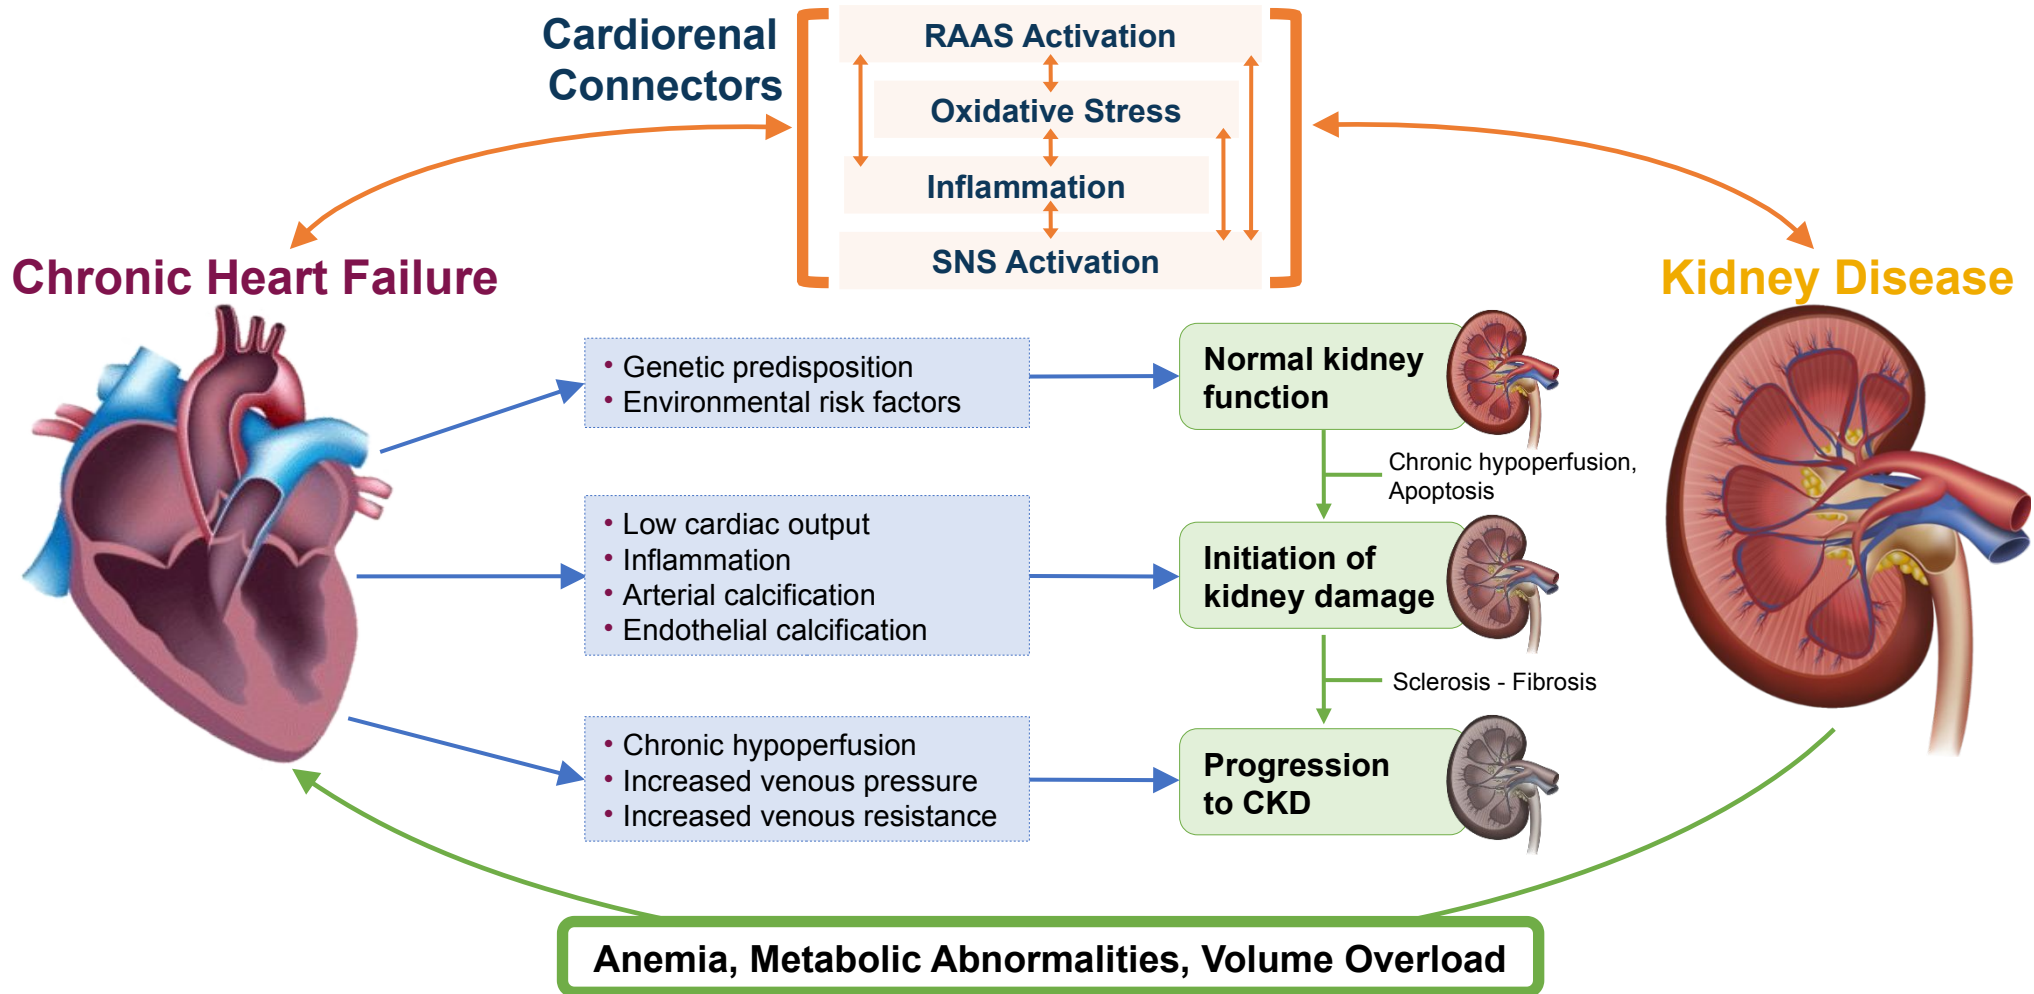 Cardiorenal
Connectors
RAAS Activation
Oxidative Stress
Inflammation
SNS Activation
Chronic Heart Failure
Kidney Disease
• Genetic predisposition
• Environmental risk factors
Normal kidney
function
Chronic hypoperfusion,
Apoptosis
• Low cardiac output
• Inflammation
• Arterial calcification
• Endothelial calcification
Initiation of
kidney damage
Sclerosis - Fibrosis
• Chronic hypoperfusion
• Increased venous pressure
• Increased venous resistance
Progression
to CKD
Anemia, Metabolic Abnormalities, Volume Overload